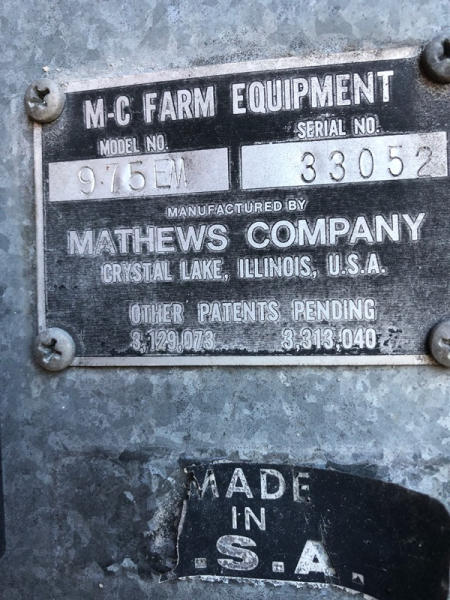 M-C FARM EQUIPMENT
MODEL NO. SERIAL NO.
975EM 33052
MANUFACTURED BY
MATHEWS COMPANY
CRYSTAL LAKE, ILLINOIS, U.S.A.
OTHER PATENTS PENDING
3,129,073 3,313,040
MADE
IN
.S.A.